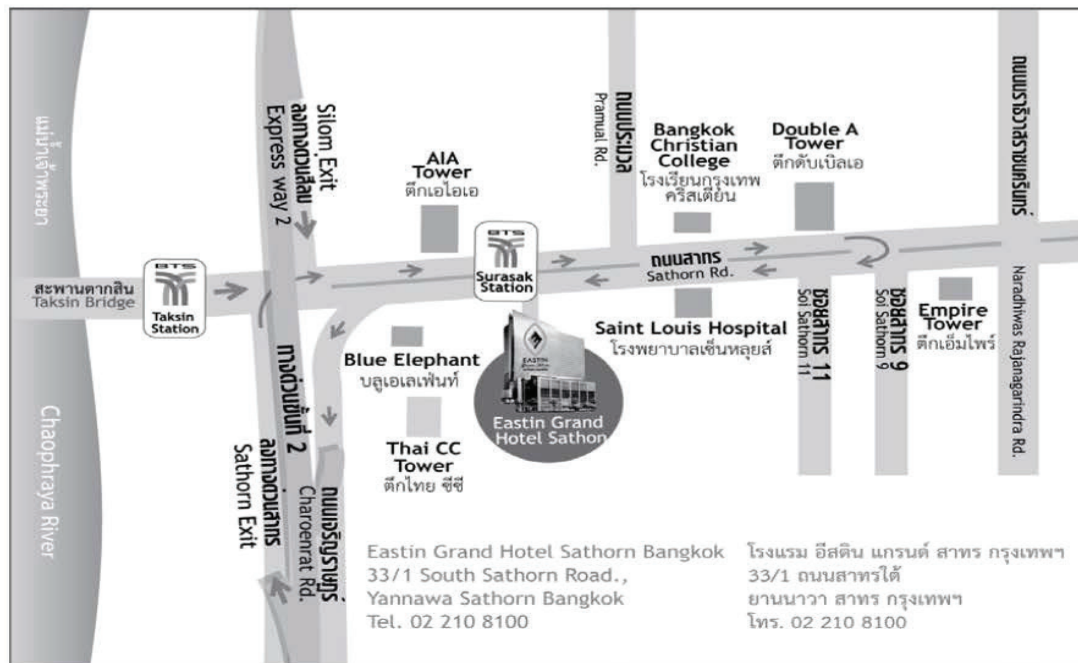 แม่น้ำเจ้าพระยา
Chaophraya River
สะพานตากสิน
Taksin Bridge
BTS
Taksin
Station
Silom Exit
ลงทางด่วนสีลม
Express way 2
ทางด่วนขั้นที่ 2
ลงทางด่วนสาทร
Sathorn Exit
ถนนเจริญราษฎร์
Charoenrat Rd.
AIA
Tower
ตึกเอไอเอ
BTS
Surasak
Station
Blue Elephant
บลูเอเลเฟ่นท์
Thai CC
Tower
ตึกไทย ซีซี
EASTIN
Eastin Grand
Hotel Sathon
ถนนประมวล
Pramual Rd.
Bangkok
Christian
College
โรงเรียนกรุงเทพ
คริสเตียน
Double A
Tower
ตึกดับเบิลเอ
ถนนสาทร
Sathorn Rd.
Saint Louis Hospital
โรงพยาบาลเซ็นหลุยส์
ซอยสาทร 11
Soi Sathorn 11
ซอยสาทร 9
Soi Sathorn 9
Empire
Tower
ตึกเอ็มไพร์
ถนนนราธิวาสราชนครินทร์
Naradhiwas Rajanagarindra Rd.
Eastin Grand Hotel Sathorn Bangkok
33/1 South Sathorn Road.,
Yannawa Sathorn Bangkok
Tel. 02 210 8100
โรงแรม อีสติน แกรนด์ สาทร กรุงเทพฯ
33/1 ถนนสาทรใต้
ยานนาวา สาทร กรุงเทพฯ
โทร. 02 210 8100